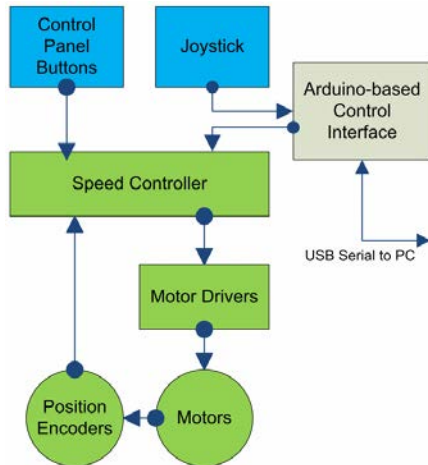 Control
Panel
Buttons
Joystick
Arduino-based
Control
Interface
Speed Controller
USB Serial to PC
Motor Drivers
Position
Encoders
Motors